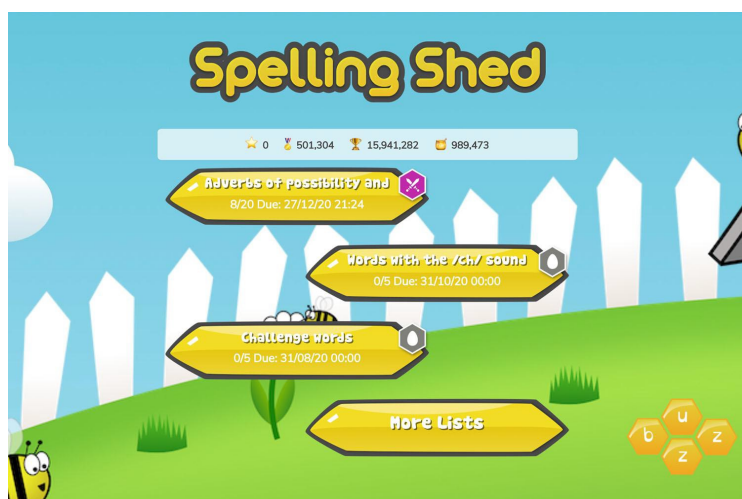 Spelling Shed
0 501,304 15,941,282 989,473
Adverbs of possibility and
8/20 Due: 27/12/20 21:24
Words with the /ch/ sound
0/5 Due: 31/10/20 00:00
Challenge words
0/5 Due: 31/08/20 00:00
More Lists
b u z z